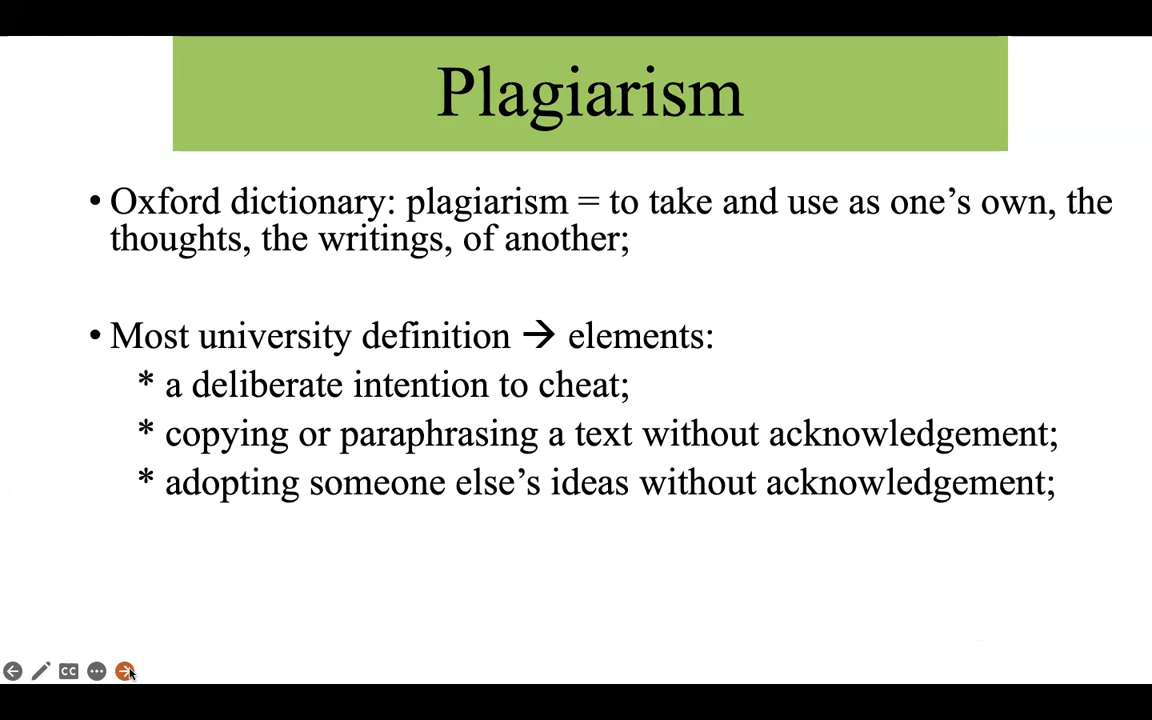 Plagiarism
• Oxford dictionary: plagiarism = to take and use as one’s own, the
thoughts, the writings, of another;
• Most university definition → elements:
* a deliberate intention to cheat;
* copying or paraphrasing a text without acknowledgement;
* adopting someone else’s ideas without acknowledgement;
CC